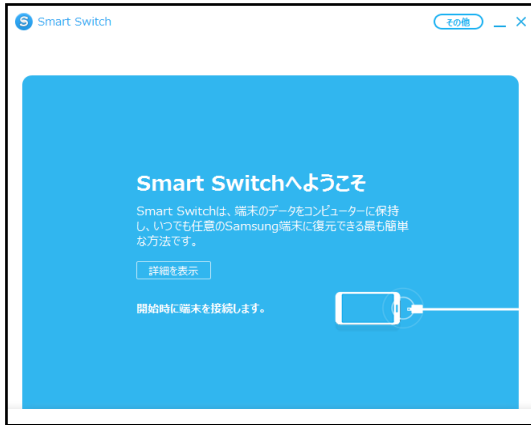 Smart Switch
その他
Smart Switchへようこそ
Smart Switchは、端末のデータをコンピューターに保持
し、いつでも任意のSamsung端末に復元できる最も簡単
な方法です。
詳細を表示
開始時に端末を接続します。